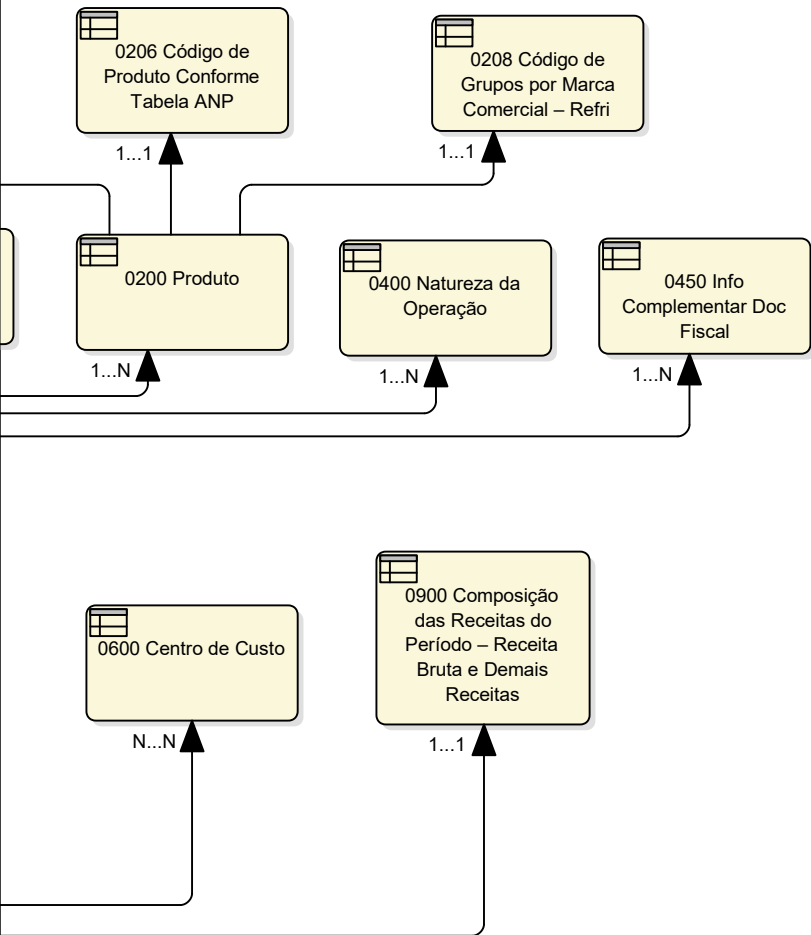 0206 Código de
Produto Conforme
Tabela ANP
0208 Código de
Grupos por Marca
Comercial – Refri
1...1
1...1
0200 Produto
0400 Natureza da
Operação
0450 Info
Complementar Doc
Fiscal
1...N
1...N
1...N
0600 Centro de Custo
0900 Composição
das Receitas do
Período – Receita
Bruta e Demais
Receitas
N...N
1...1